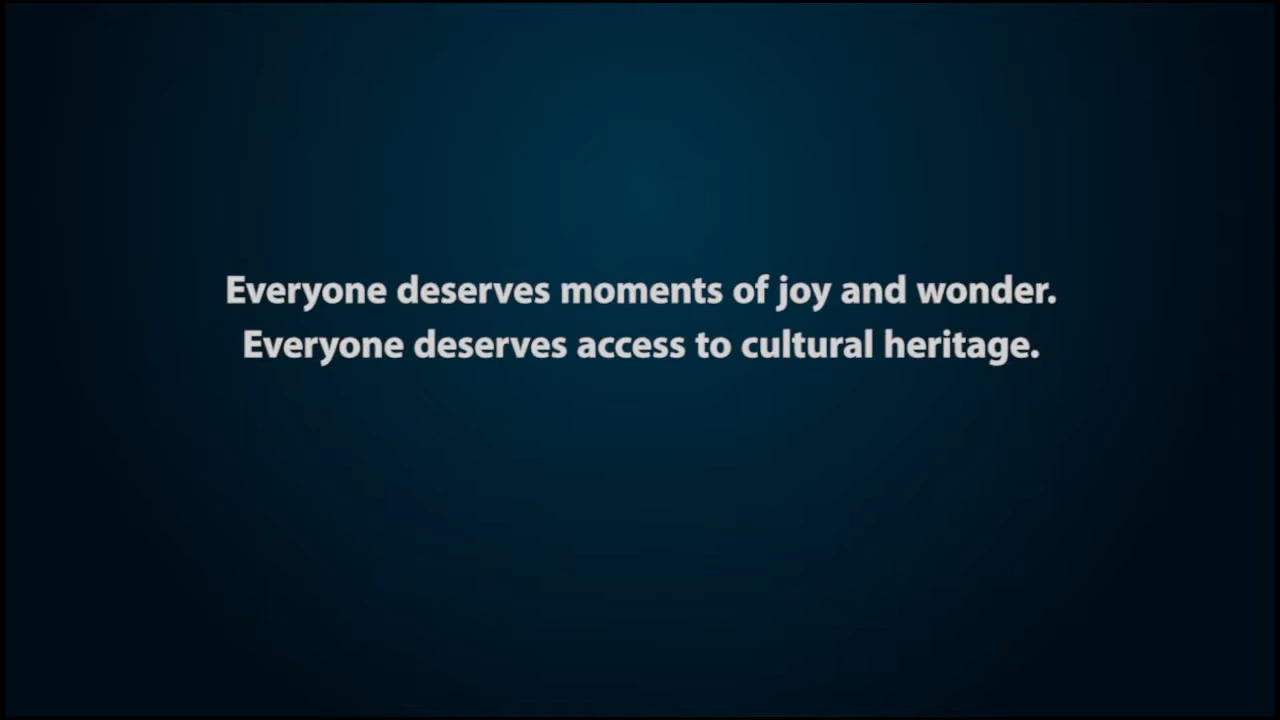 Everyone deserves moments of joy and wonder.
Everyone deserves access to cultural heritage.